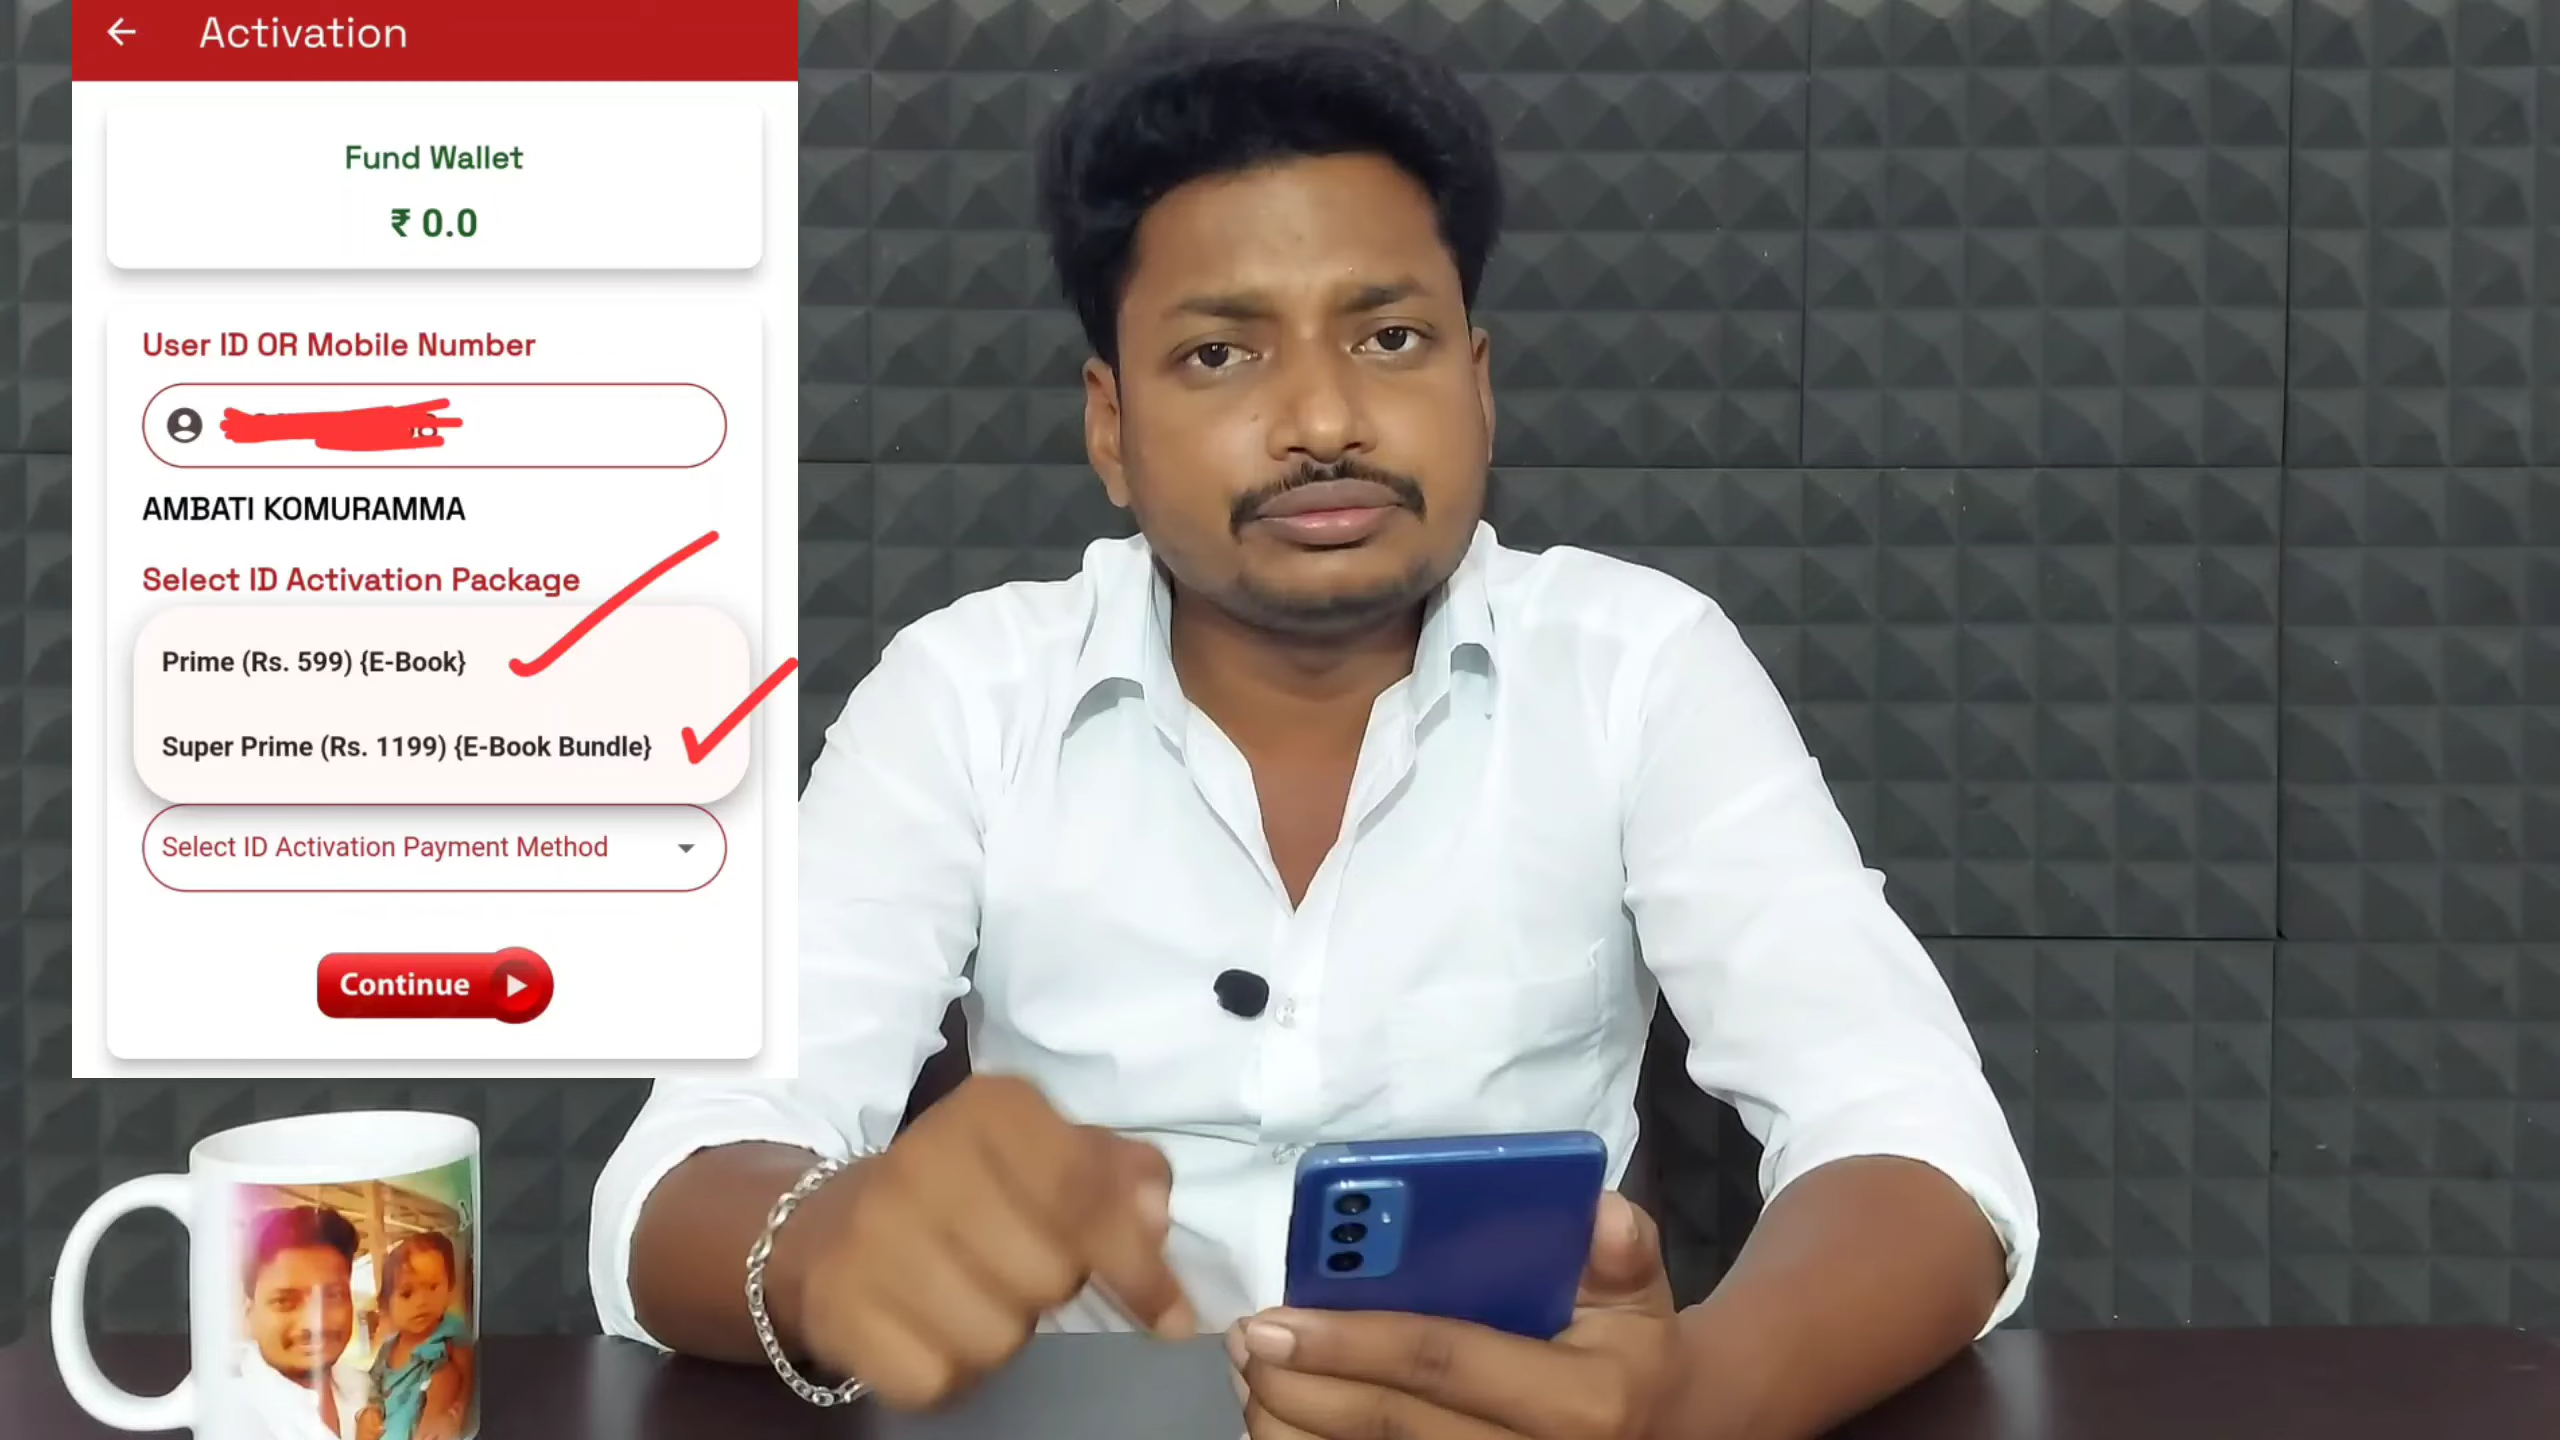 Activation
Fund Wallet
₹ 0.0
User ID OR Mobile Number
AMBATI KOMURAMMA
Select ID Activation Package
Prime (Rs. 599) {E-Book}
Super Prime (Rs. 1199) {E-Book Bundle}
Select ID Activation Payment Method
Continue